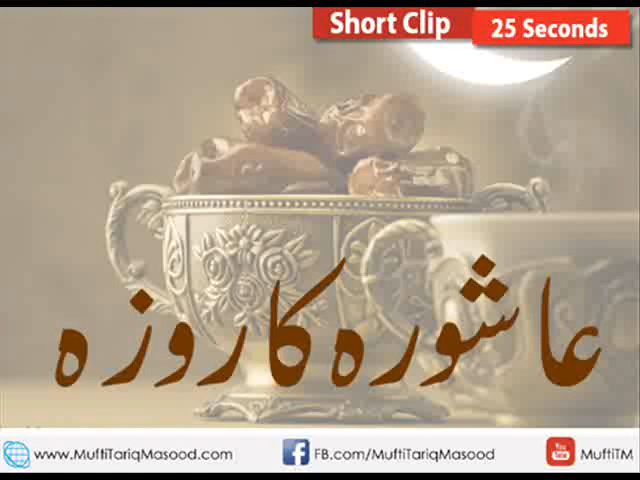 Short Clip
25 Seconds
عاشورہ کا روزہ
www.MuftiTariqMasood.com
FB.com/MuftiTariqMasood
You Tube
MuftiTM